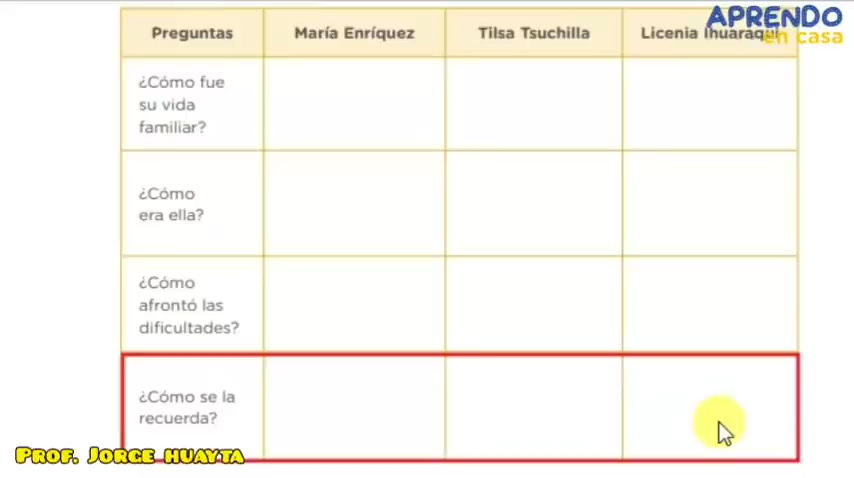 APRENDO
en casa
Preguntas
María Enríquez
Tilsa Tsuchilla
Licenia Ihuaraqui
¿Cómo fue
su vida
familiar?
¿Cómo
era ella?
¿Cómo
afrontó las
dificultades?
¿Cómo se la
recuerda?
Prof. Jorge huayta